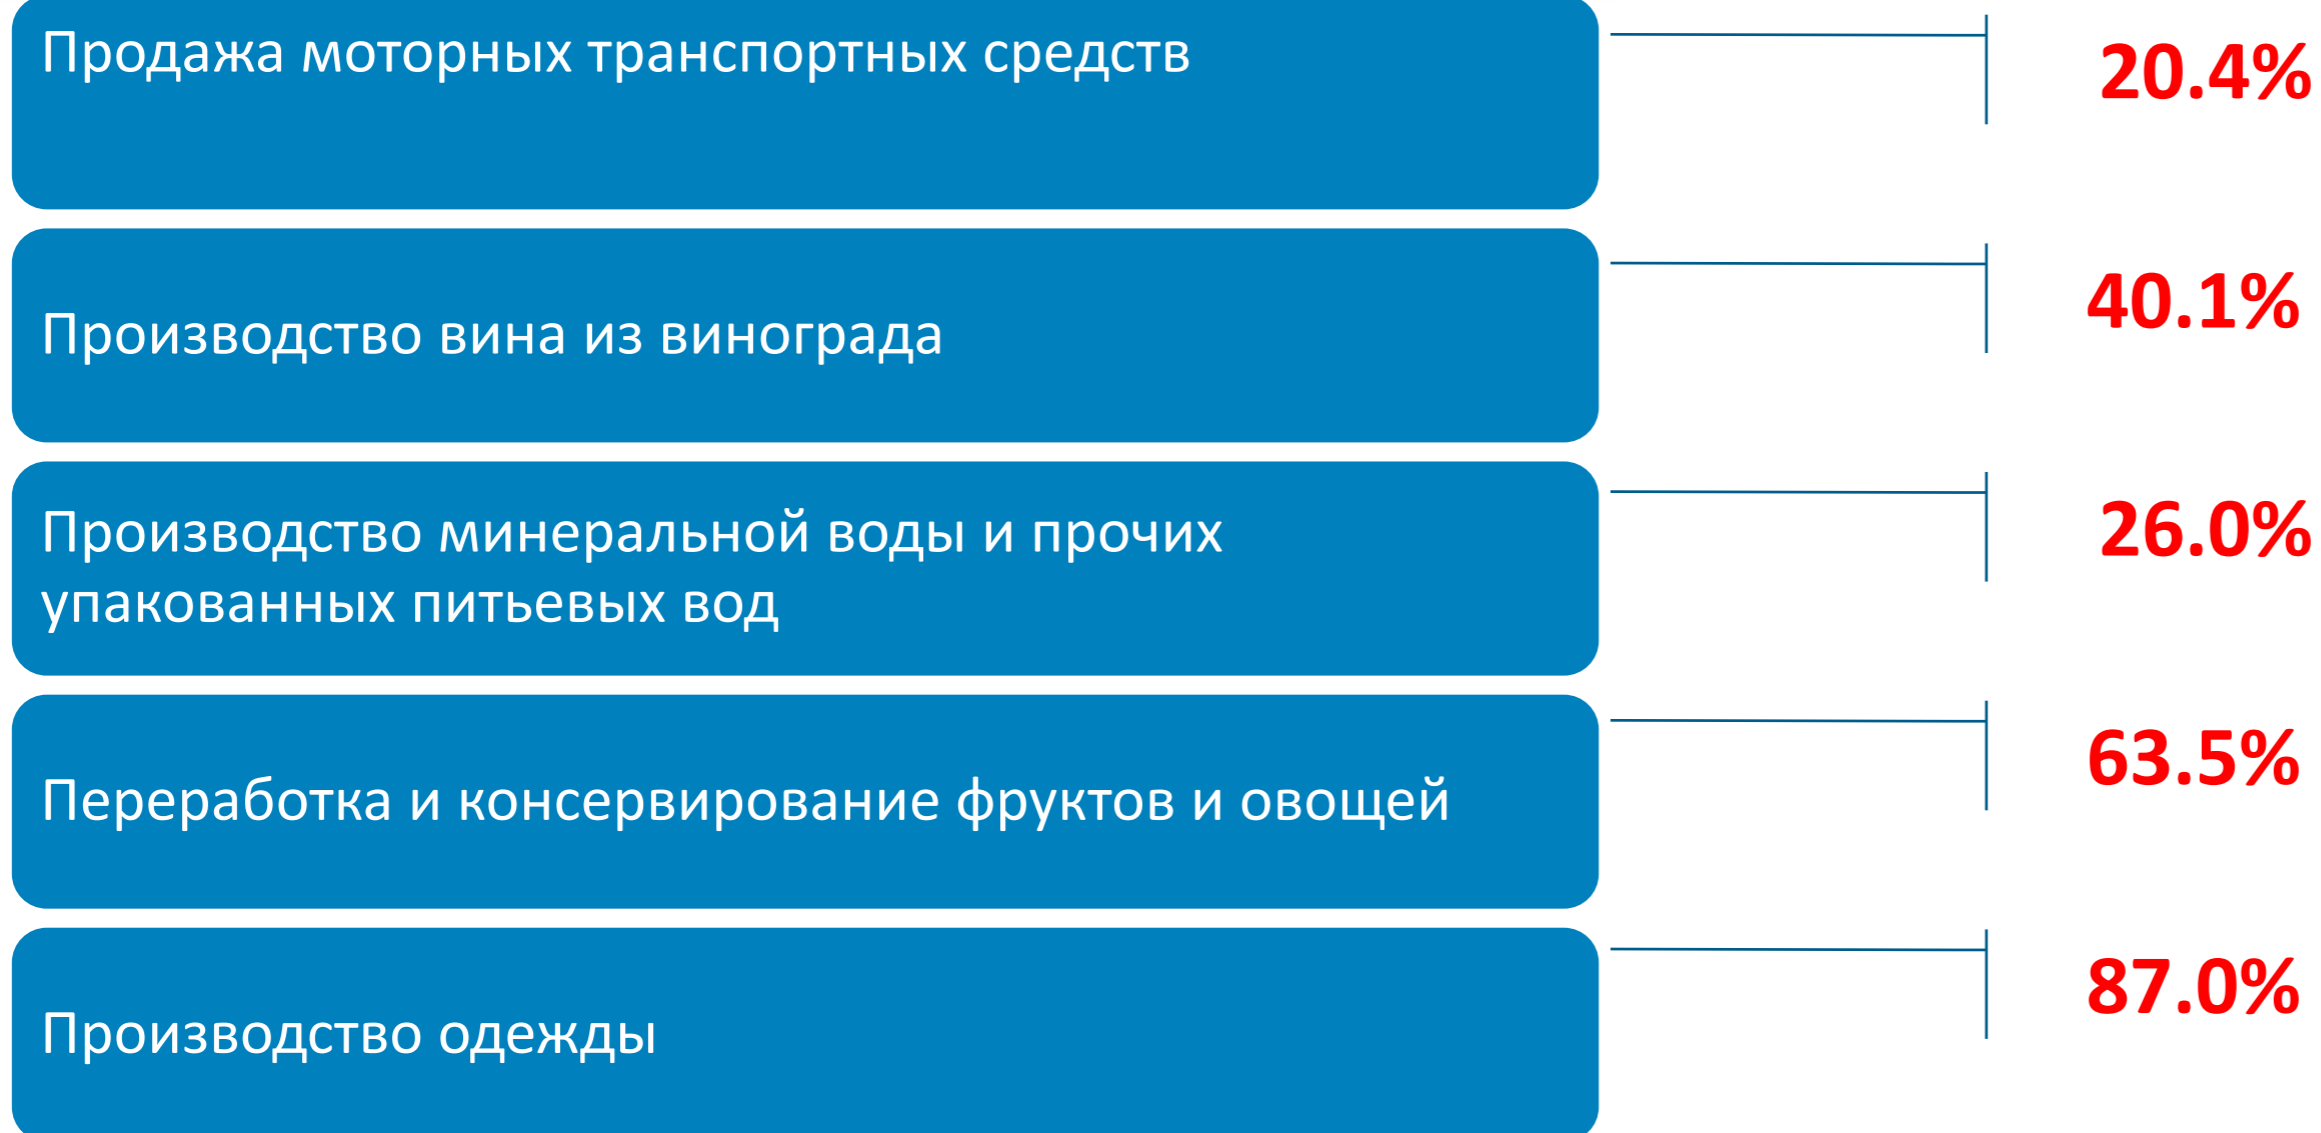 Продажа моторных транспортных средств
20.4%
Производство вина из винограда
40.1%
Производство минеральной воды и прочих
упакованных питьевых вод
26.0%
Переработка и консервирование фруктов и овощей
63.5%
Производство одежды
87.0%